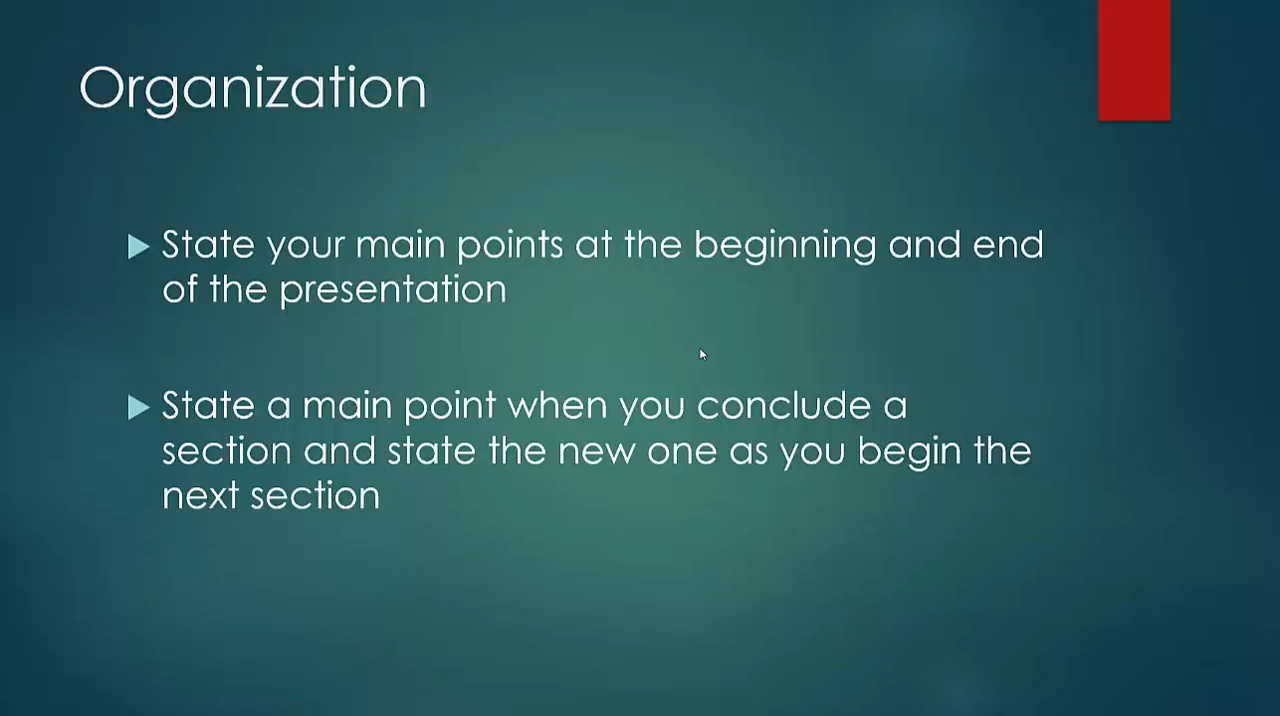 Organization
State your main points at the beginning and end
of the presentation
State a main point when you conclude a
section and state the new one as you begin the
next section